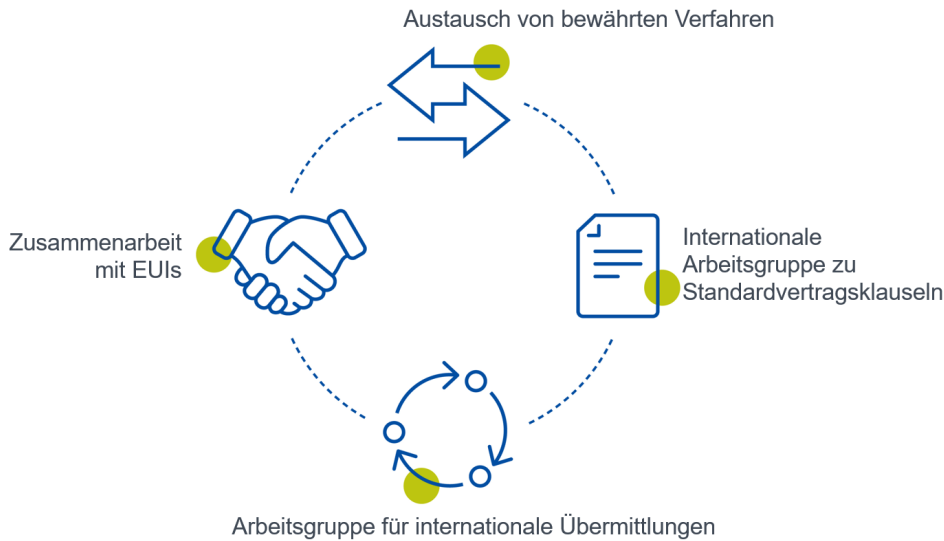 Austausch von bewährten Verfahren
Zusammenarbeit
mit EUIs
Internationale
Arbeitsgruppe zu
Standardvertragsklauseln
Arbeitsgruppe für internationale Übermittlungen